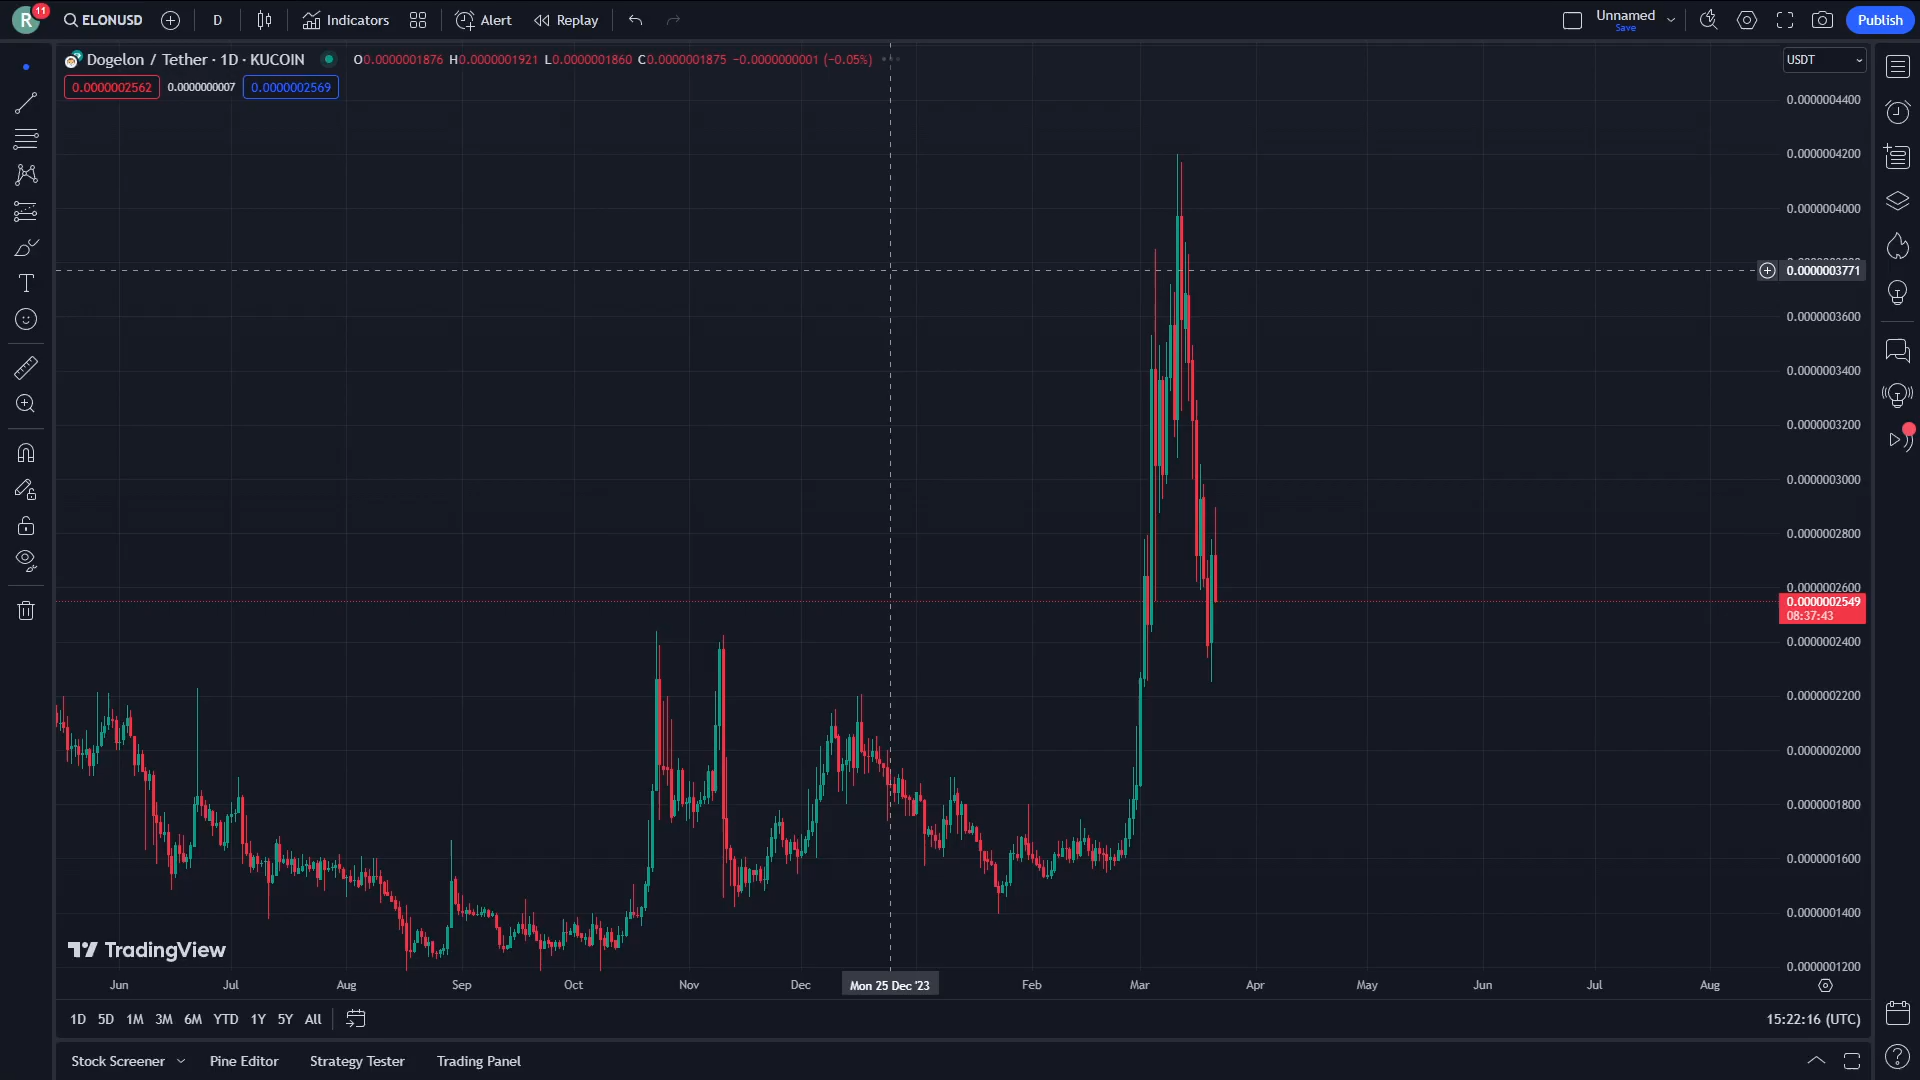 R 11 ELONUSD D Indicators Alert Replay Unnamed Save Publish
Dogelon / Tether · 1D · KUCOIN O0.0000001876 H0.0000001921 L0.0000001860 C0.0000001875 −0.0000000001 (−0.05%) USDT
0.0000002562 0.0000000007 0.0000002569
0.0000004400
0.0000004200
0.0000004000
0.0000003771
0.0000003600
0.0000003400
0.0000003200
0.0000003000
0.0000002800
0.0000002600
0.0000002549
08:37:43
0.0000002400
0.0000002200
0.0000002000
0.0000001800
0.0000001600
0.0000001400
TradingView
0.0000001200
Jun Jul Aug Sep Oct Nov Dec Mon 25 Dec '23 Feb Mar Apr May Jun Jul Aug
1D 5D 1M 3M 6M YTD 1Y 5Y All 15:22:16 (UTC)
Stock Screener Pine Editor Strategy Tester Trading Panel